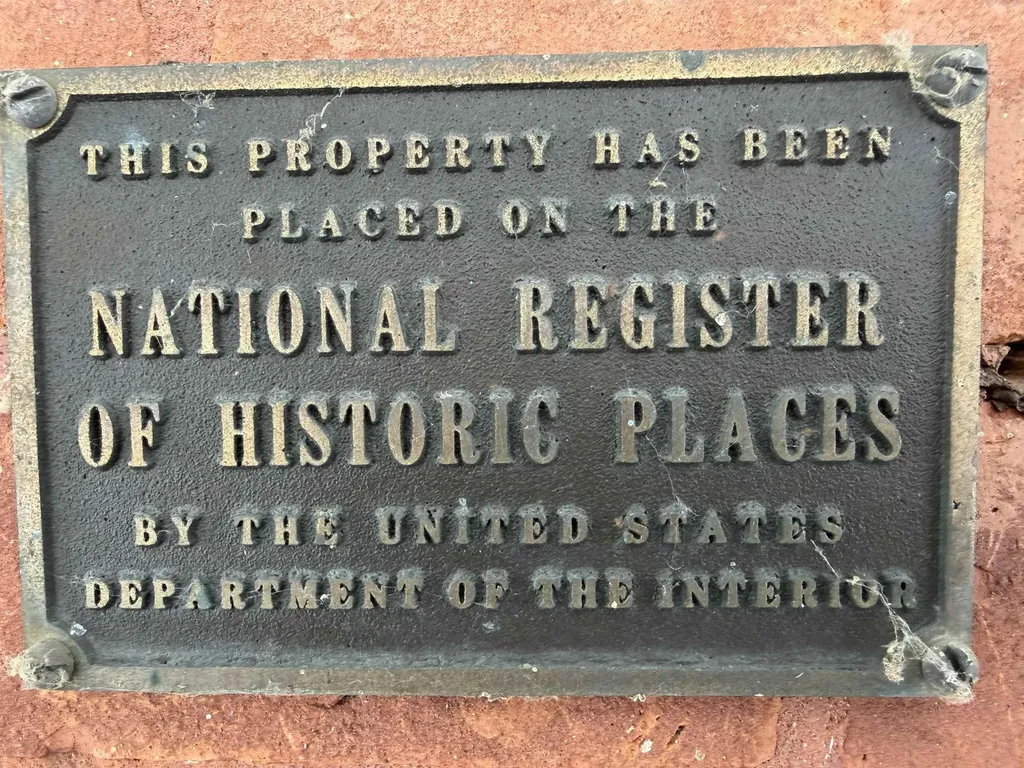 THIS PROPERTY HAS BEEN
PLACED ON THE
NATIONAL REGISTER
OF HISTORIC PLACES
BY THE UNITED STATES
DEPARTMENT OF THE INTERIOR